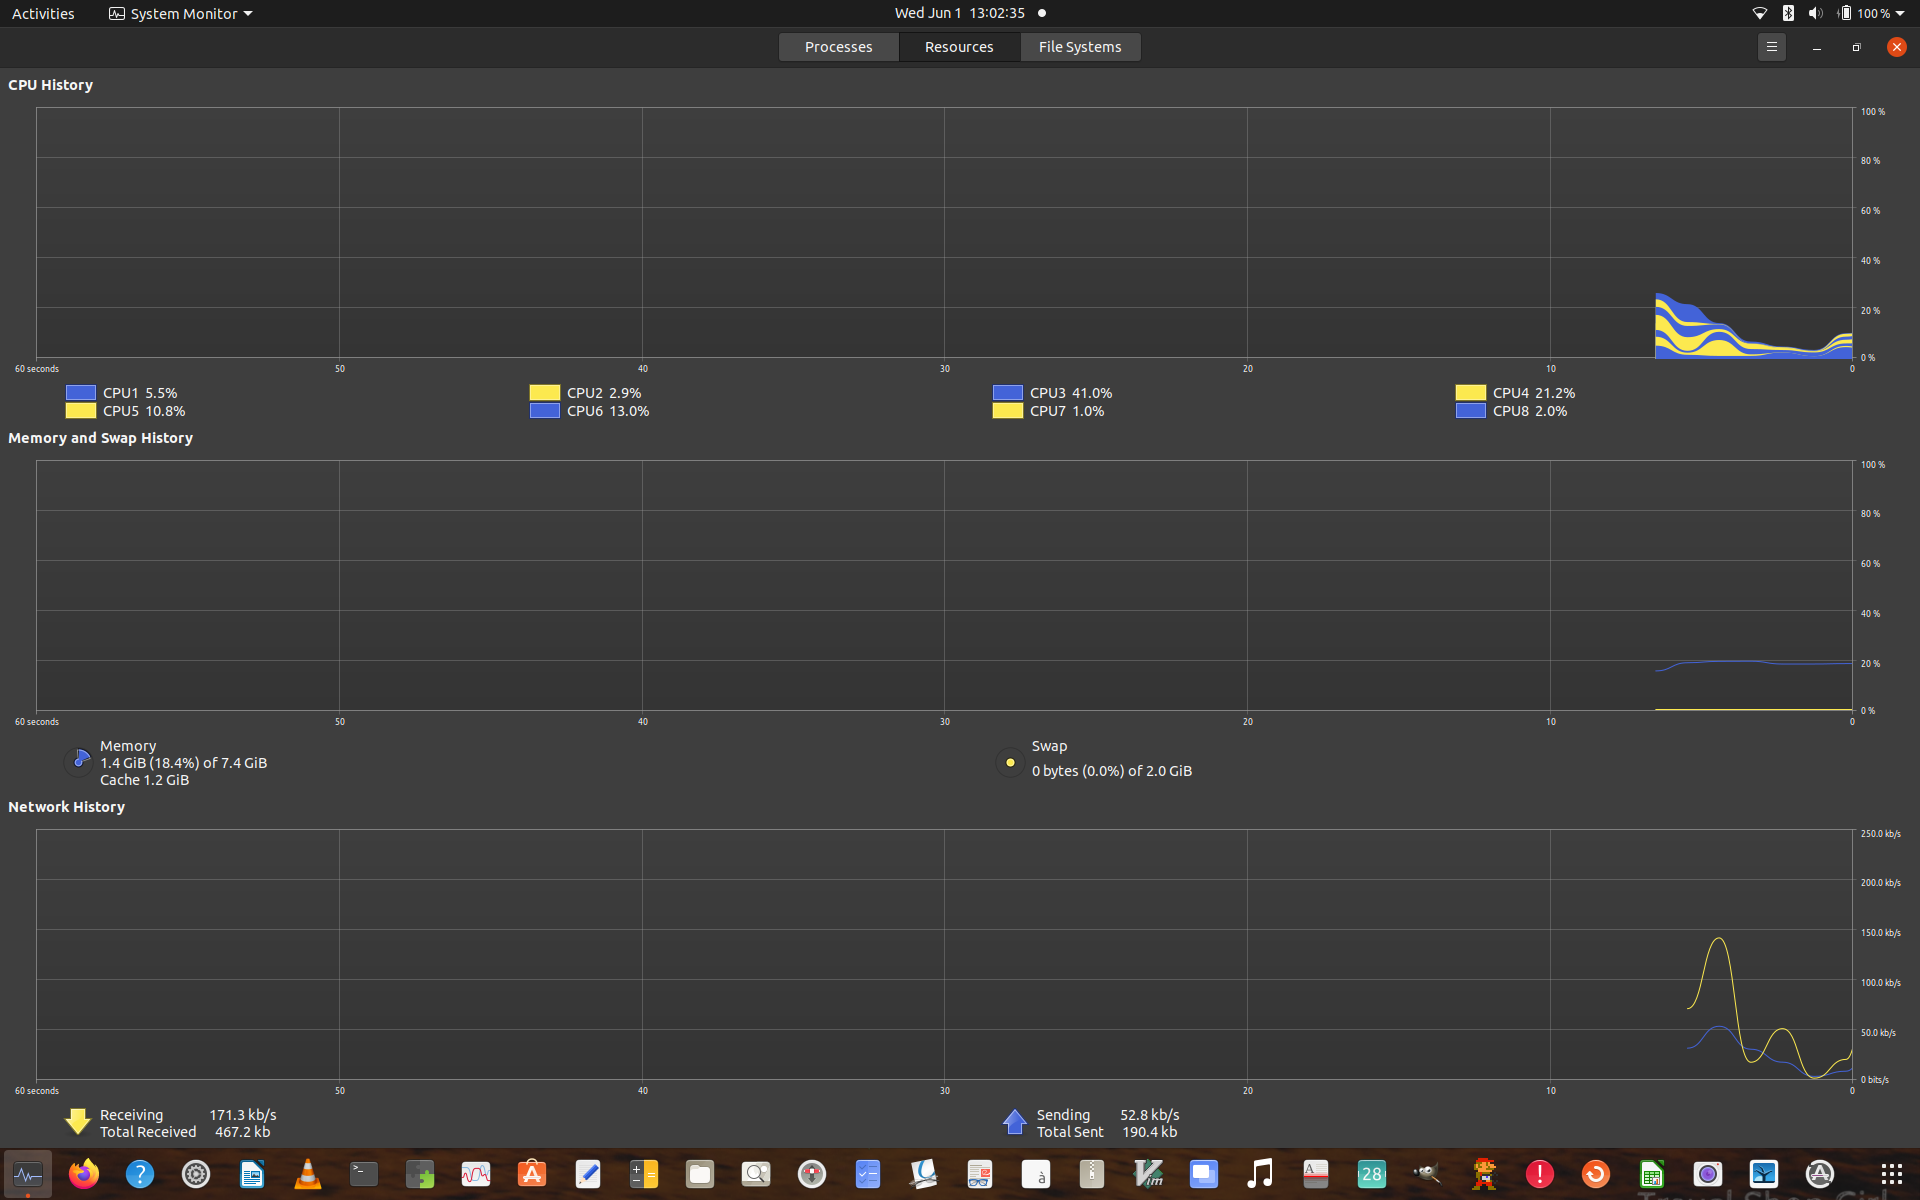 Activities System Monitor Wed Jun 1 13:02:35 100 %
Processes Resources File Systems
CPU History
100 %
80 %
60 %
40 %
20 %
0 %
60 seconds 50 40 30 20 10 0
CPU1 5.5% CPU2 2.9% CPU3 41.0% CPU4 21.2%
CPU5 10.8% CPU6 13.0% CPU7 1.0% CPU8 2.0%
Memory and Swap History
100 %
80 %
60 %
40 %
20 %
0 %
60 seconds 50 40 30 20 10 0
Memory
1.4 GiB (18.4%) of 7.4 GiB
Cache 1.2 GiB
Swap
0 bytes (0.0%) of 2.0 GiB
Network History
250.0 kb/s
200.0 kb/s
150.0 kb/s
100.0 kb/s
50.0 kb/s
0 bits/s
60 seconds 50 40 30 20 10 0
Receiving 171.3 kb/s
Total Received 467.2 kb
Sending 52.8 kb/s
Total Sent 190.4 kb
? >_ à Vim A 28 !